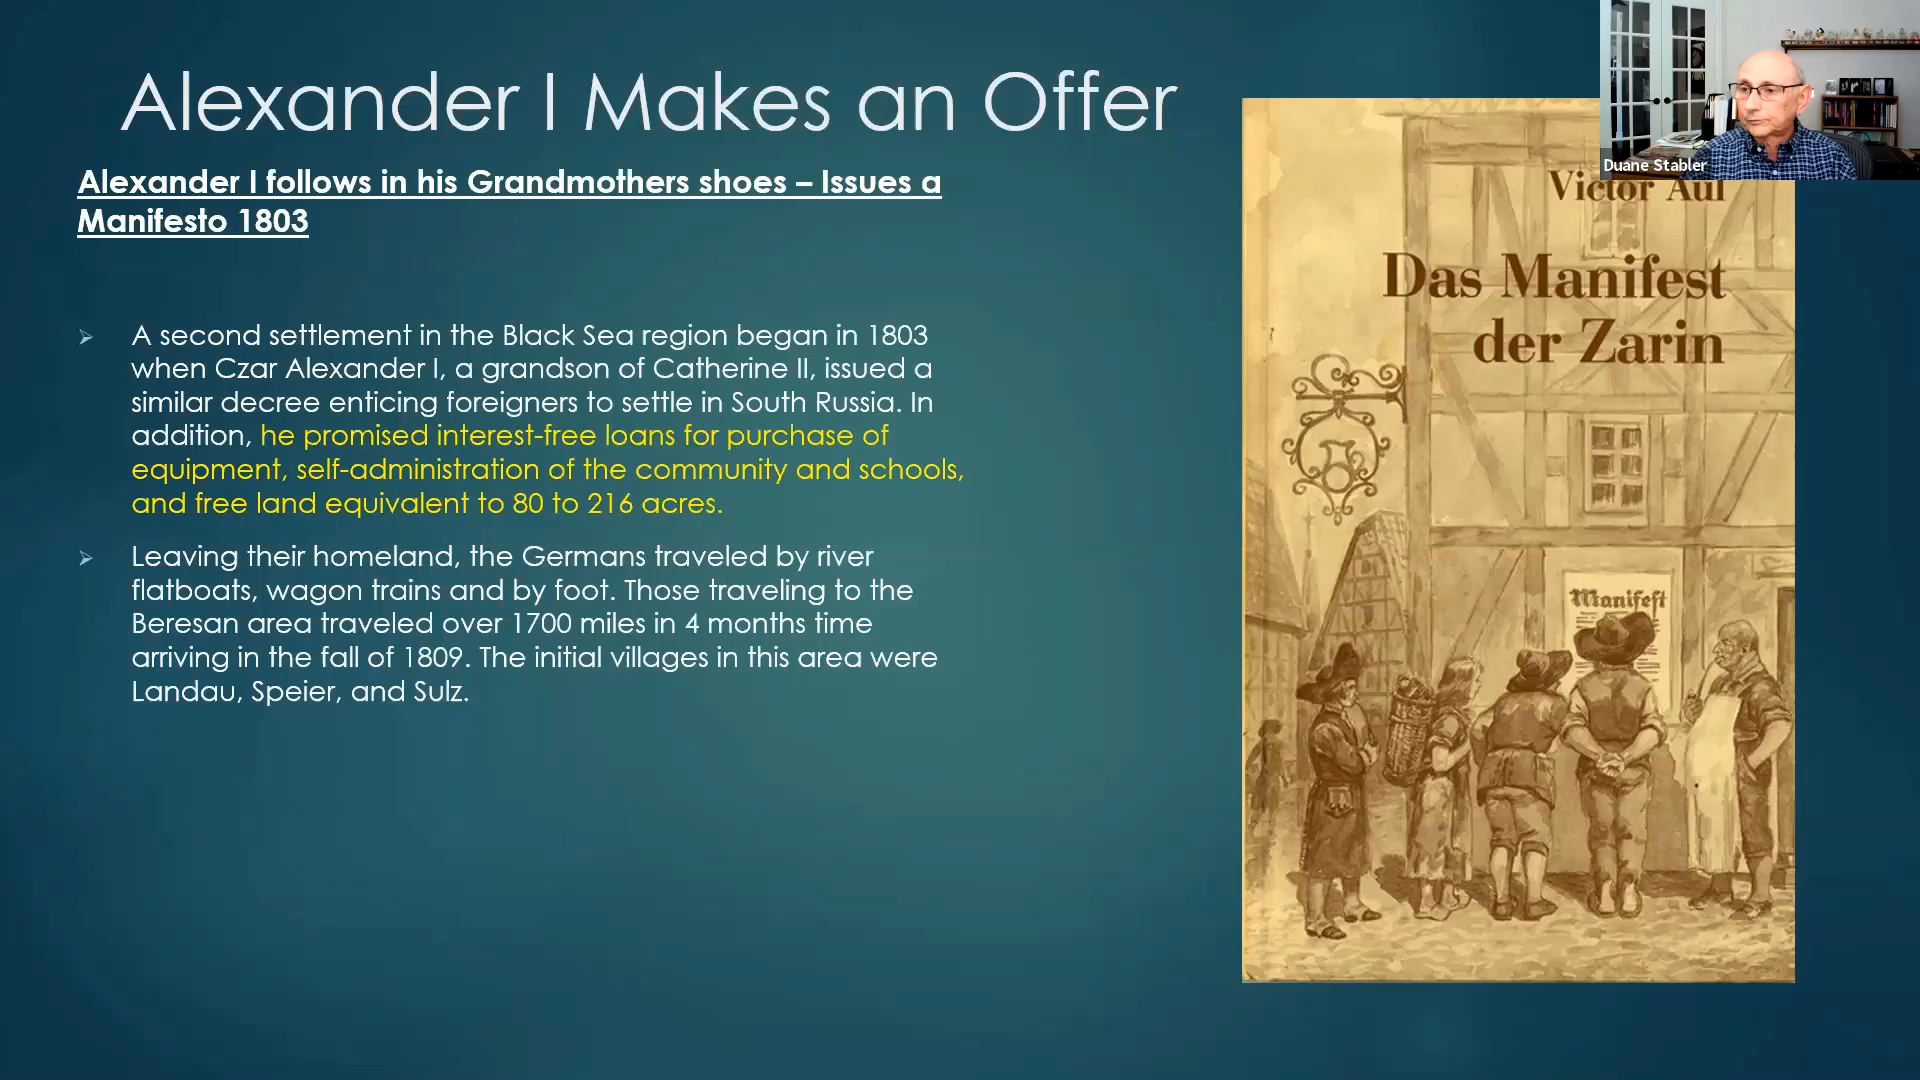 Alexander I Makes an Offer
Alexander I follows in his Grandmothers shoes – Issues a
Manifesto 1803
A second settlement in the Black Sea region began in 1803
when Czar Alexander I, a grandson of Catherine II, issued a
similar decree enticing foreigners to settle in South Russia. In
addition, he promised interest-free loans for purchase of
equipment, self-administration of the community and schools,
and free land equivalent to 80 to 216 acres.
Leaving their homeland, the Germans traveled by river
flatboats, wagon trains and by foot. Those traveling to the
Beresan area traveled over 1700 miles in 4 months time
arriving in the fall of 1809. The initial villages in this area were
Landau, Speier, and Sulz.
Duane Stabler
Victor Aul
Das Manifest
der Zarin
Manifest